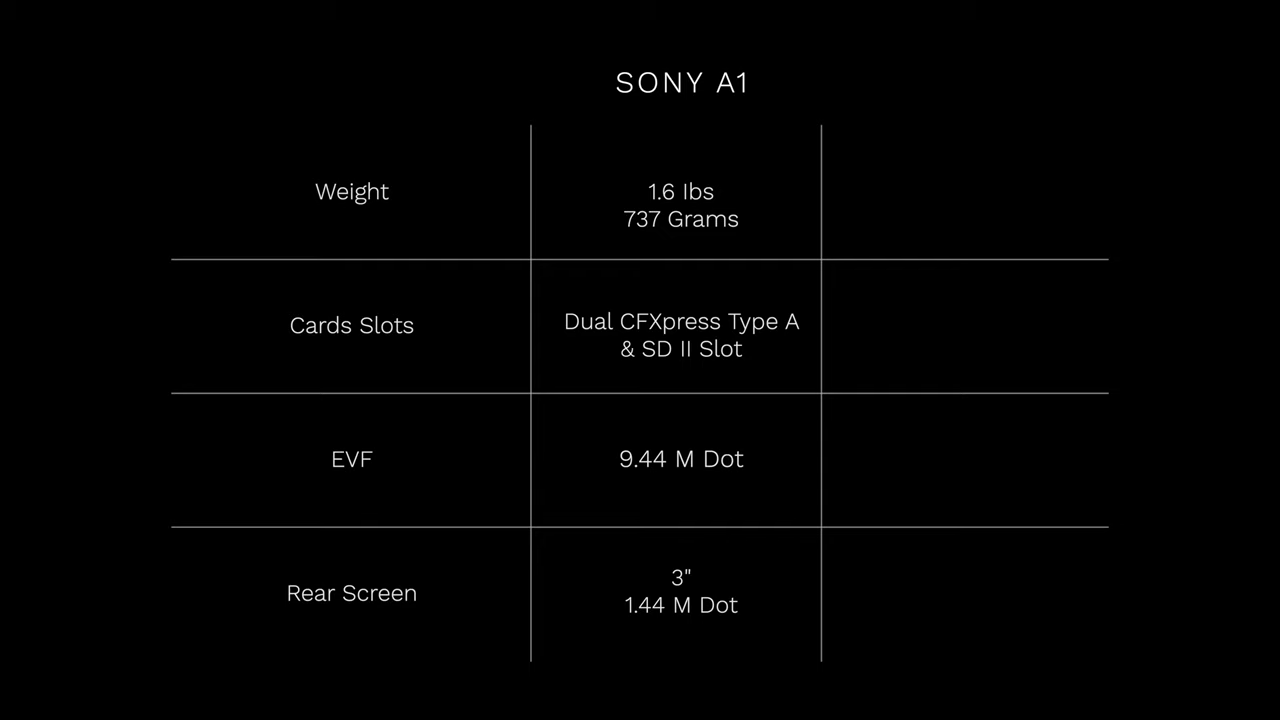 SONY A1
Weight
1.6 lbs
737 Grams
Cards Slots
Dual CFXpress Type A
& SD II Slot
EVF
9.44 M Dot
Rear Screen
3"
1.44 M Dot